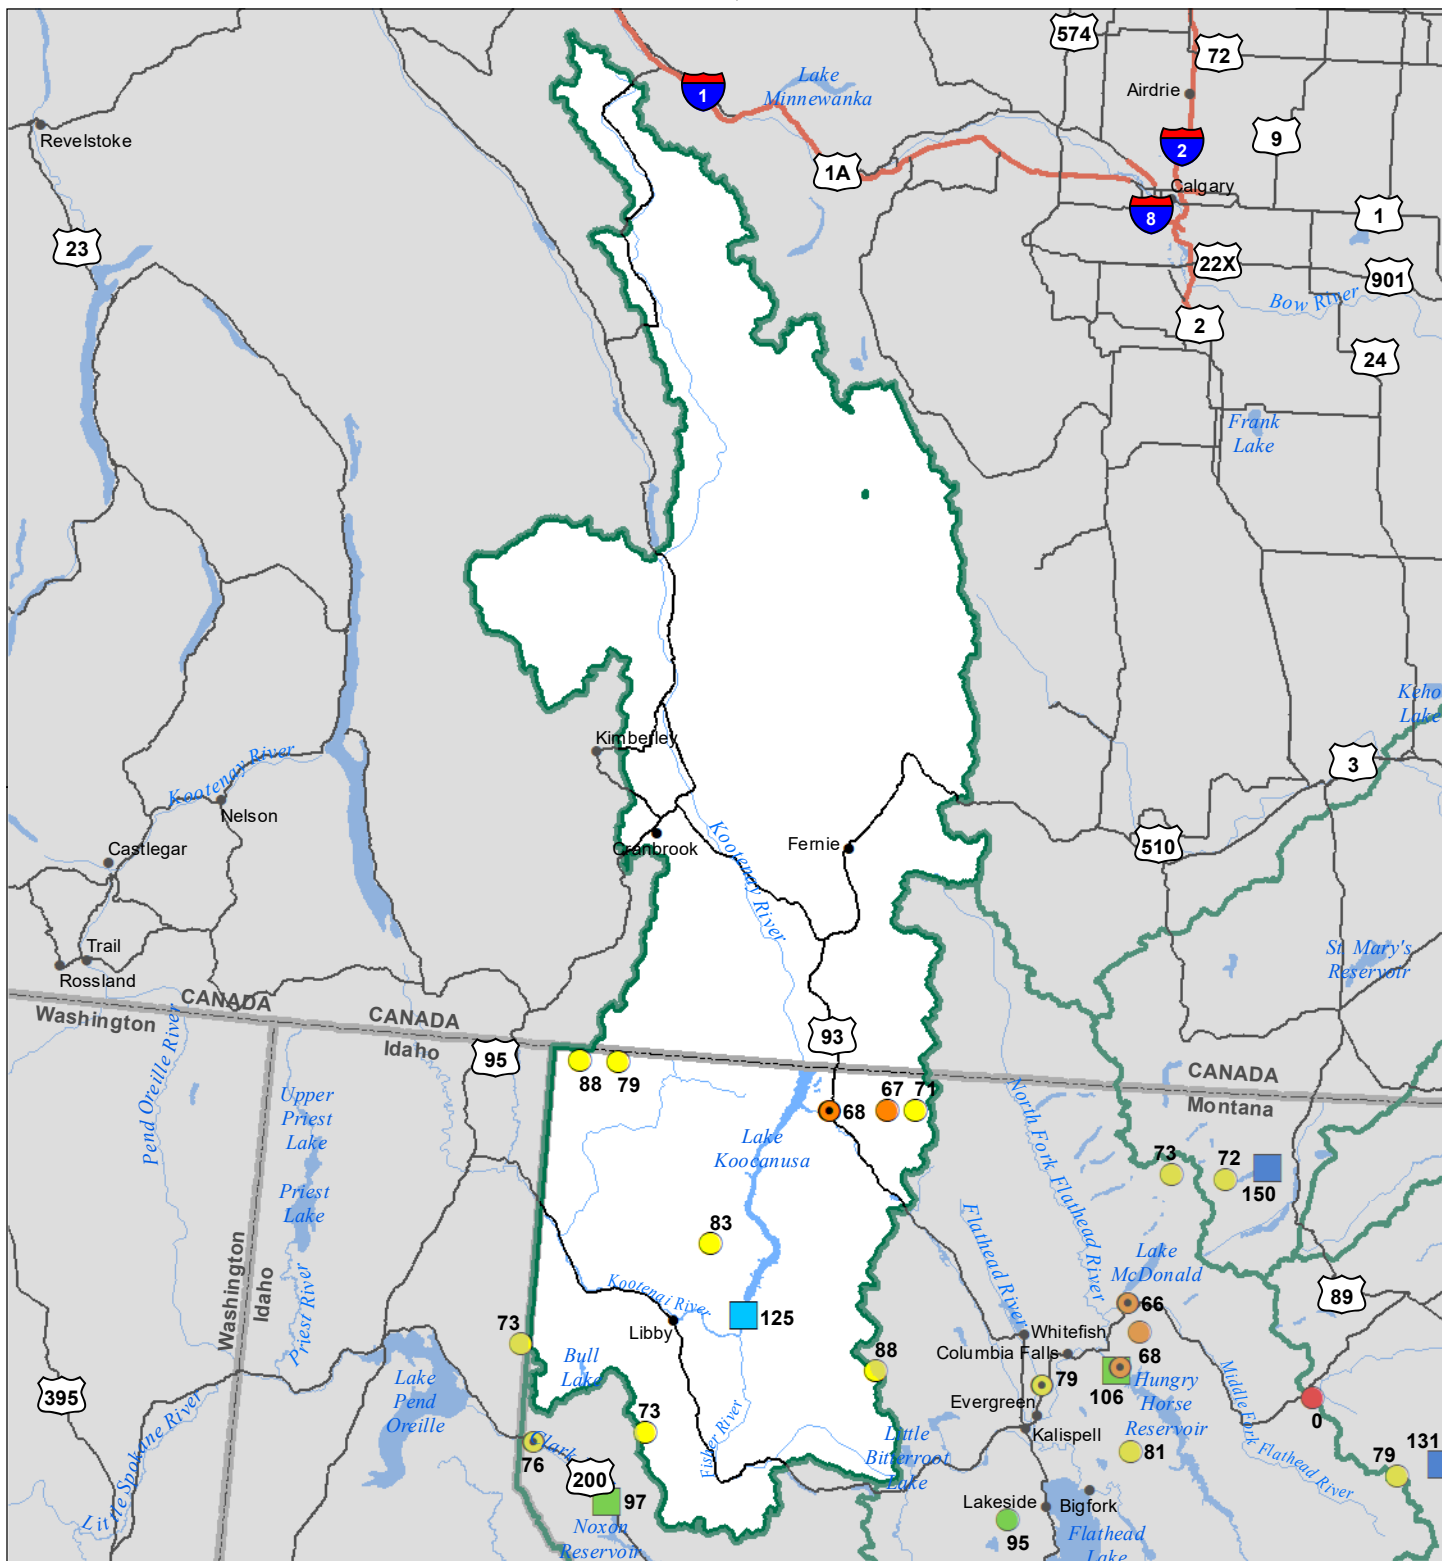 574
72
Lake
Minnewanka
1
Airdrie
Revelstoke
9
2
1A
Calgary
8
1
23
22X
901
Bow River
2
24
Frank
Lake
Keho
Lake
Kimberley
3
Kootenay River
Nelson
Kootenay River
Castlegar
Cranbrook
Fernie
510
Trail
Rossland
St. Mary's
Reservoir
CANADA
Washington
CANADA
Idaho
95
93
CANADA
Montana
Pend Oreille River
88
79
68
67
71
Upper
Priest
Lake
Lake
Koocanusa
North Fork Flathead River
Priest
Lake
73
72
150
83
Flathead River
Lake
McDonald
Washington
Idaho
Priest River
Kootenai River
125
66
89
Libby
Whitefish
Columbia Falls
73
Bull
Lake
88
68
79
106
Hungry
Horse
Reservoir
Middle Fork Flathead River
395
Lake
Pend
Oreille
Evergreen
0
Little Spokane River
73
Kalispell
Clark
76
Fisher River
Little
Bitterroot
Lake
81
131
79
200
97
Lakeside
Bigfork
Noxon
Reservoir
95
Flathead
Lake